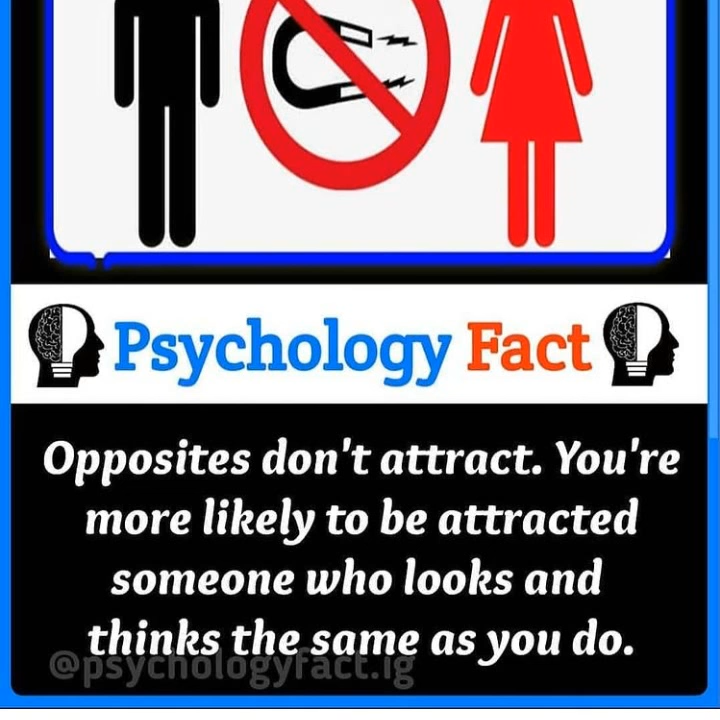 Psychology Fact
Opposites don't attract. You're
more likely to be attracted
someone who looks and
thinks the same as you do.
@psychologyfact.ig